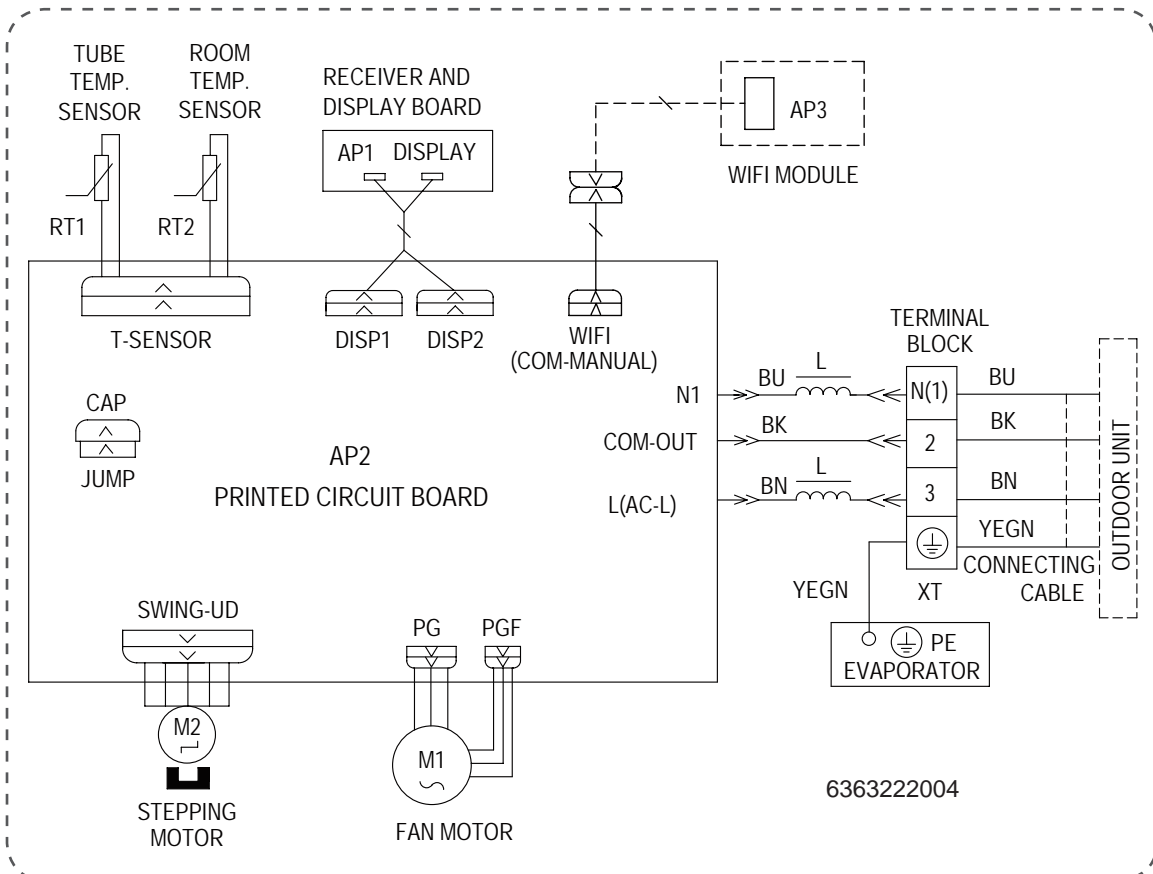 TUBE
TEMP.
SENSOR
ROOM
TEMP.
SENSOR
RECEIVER AND
DISPLAY BOARD
AP1 DISPLAY
AP3
WIFI MODULE
RT1
RT2
T-SENSOR
DISP1
DISP2
WIFI
(COM-MANUAL)
TERMINAL
BLOCK
CAP
JUMP
AP2
PRINTED CIRCUIT BOARD
N1
BU
L
N(1)
BU
COM-OUT
BK
2
BK
L(AC-L)
BN
L
3
BN
YEGN
CONNECTING
CABLE
OUTDOOR UNIT
XT
YEGN
PE
EVAPORATOR
SWING-UD
PG
PGF
M2
STEPPING
MOTOR
M1
FAN MOTOR
6363222004